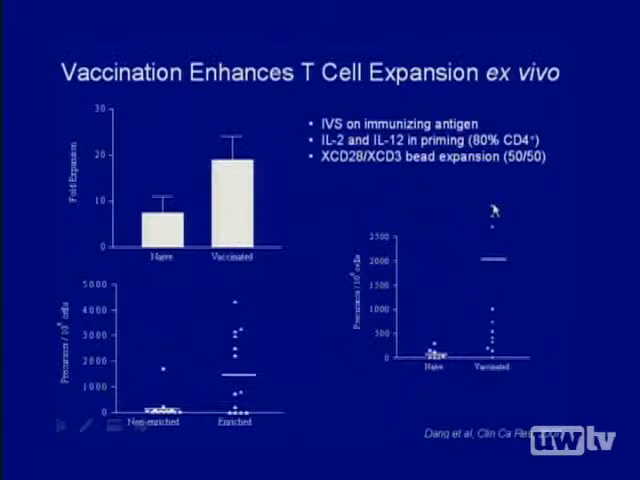 Vaccination Enhances T Cell Expansion ex vivo
• IVS on immunizing antigen
• IL-2 and IL-12 in priming (80% CD4+)
• XCD28/XCD3 bead expansion (50/50)
30
20
10
0
Fold Expansion
Naive
Vaccinated
2500
2000
1500
1000
500
0
Precursors / 10⁶ cells
Naive
Vaccinated
5000
4000
3000
2000
1000
0
Precursors / 10⁶ cells
Non-enriched
Enriched
Dang et al, Clin Ca Res,
uwtv